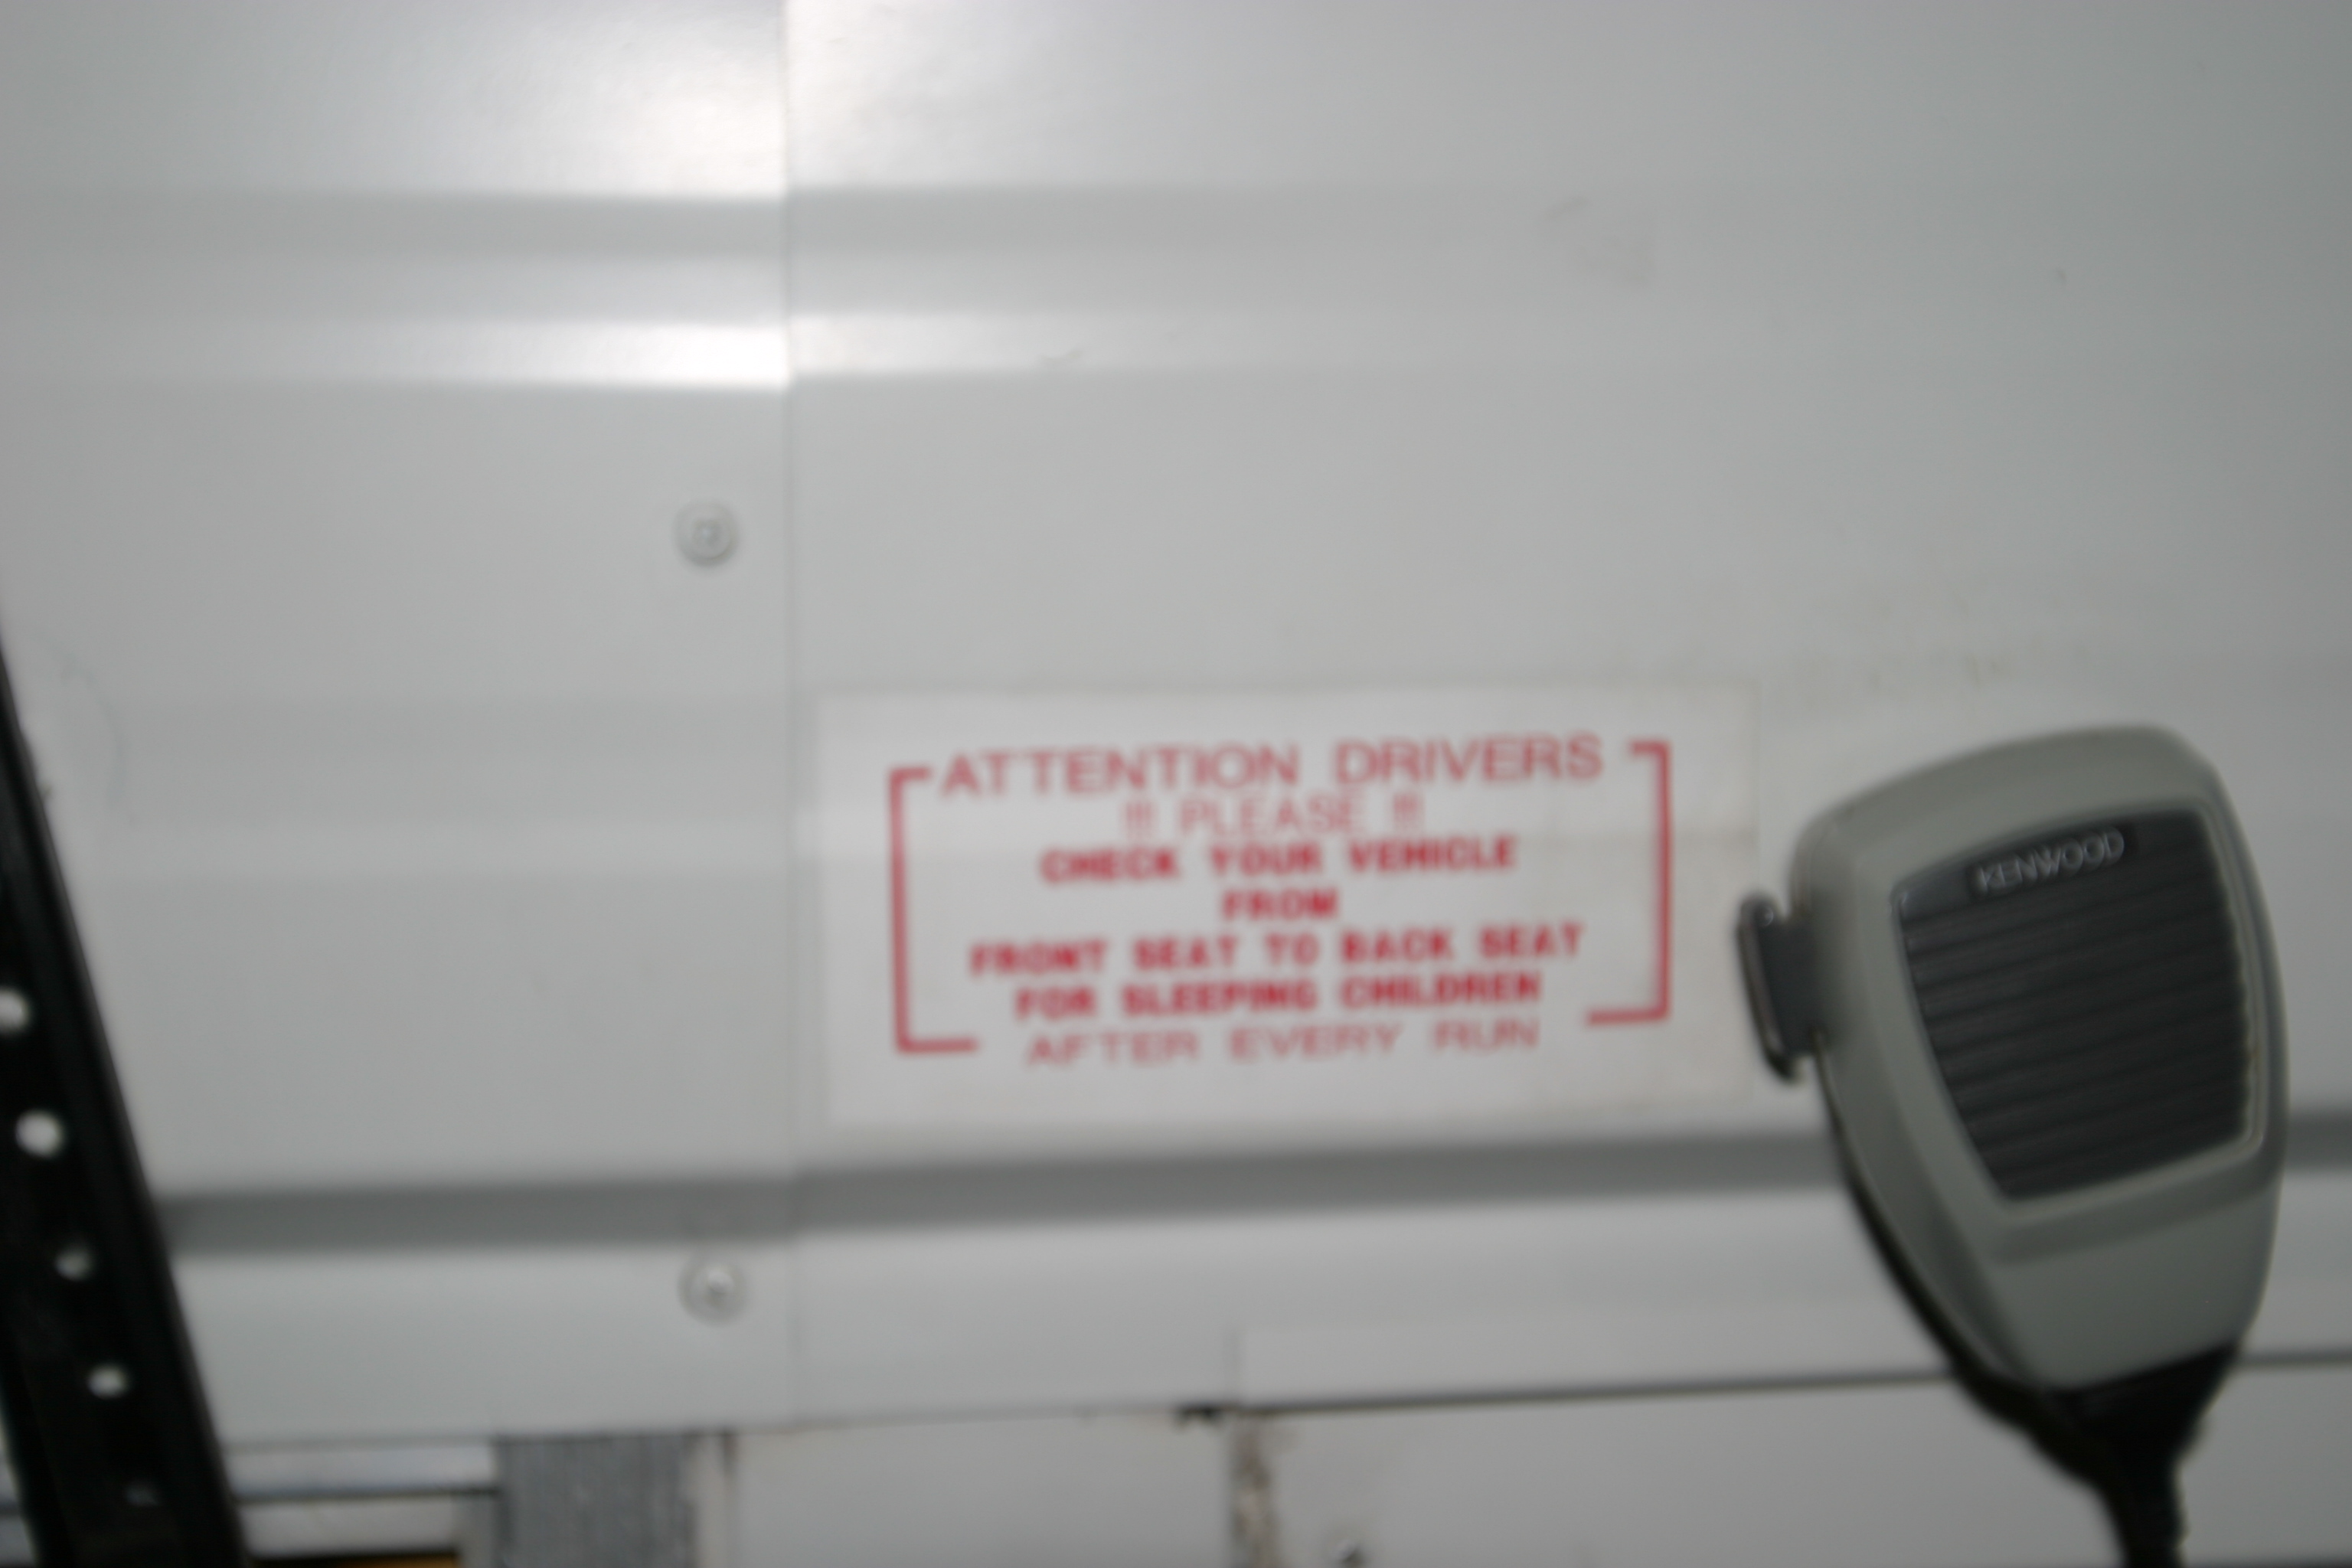 ATTENTION DRIVERS
!!! PLEASE !!!
CHECK YOUR VEHICLE
FROM
FRONT SEAT TO BACK SEAT
FOR SLEEPING CHILDREN
AFTER EVERY RUN
KENWOOD